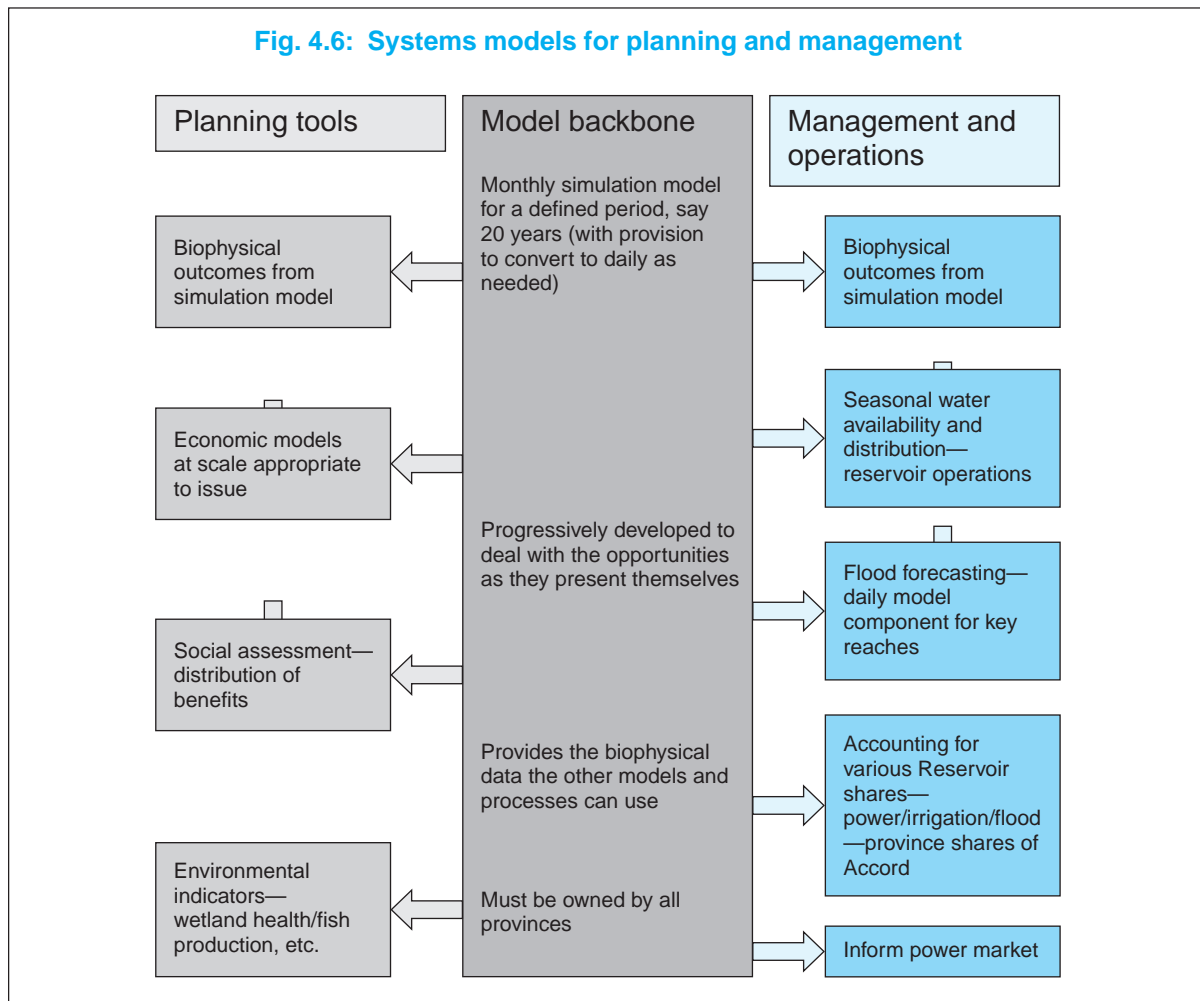 Fig. 4.6: Systems models for planning and management
Planning tools
Biophysical
outcomes from
simulation model
Economic models
at scale appropriate
to issue
Social assessment—
distribution of
benefits
Environmental
indicators—
wetland health/fish
production, etc.
Model backbone
Monthly simulation model
for a defined period, say
20 years (with provision
to convert to daily as
needed)
Progressively developed to
deal with the opportunities
as they present themselves
Provides the biophysical
data the other models and
processes can use
Must be owned by all
provinces
Management and
operations
Biophysical
outcomes from
simulation model
Seasonal water
availability and
distribution—
reservoir operations
Flood forecasting—
daily model
component for key
reaches
Accounting for
various Reservoir
shares—
power/irrigation/flood
—province shares of
Accord
Inform power market